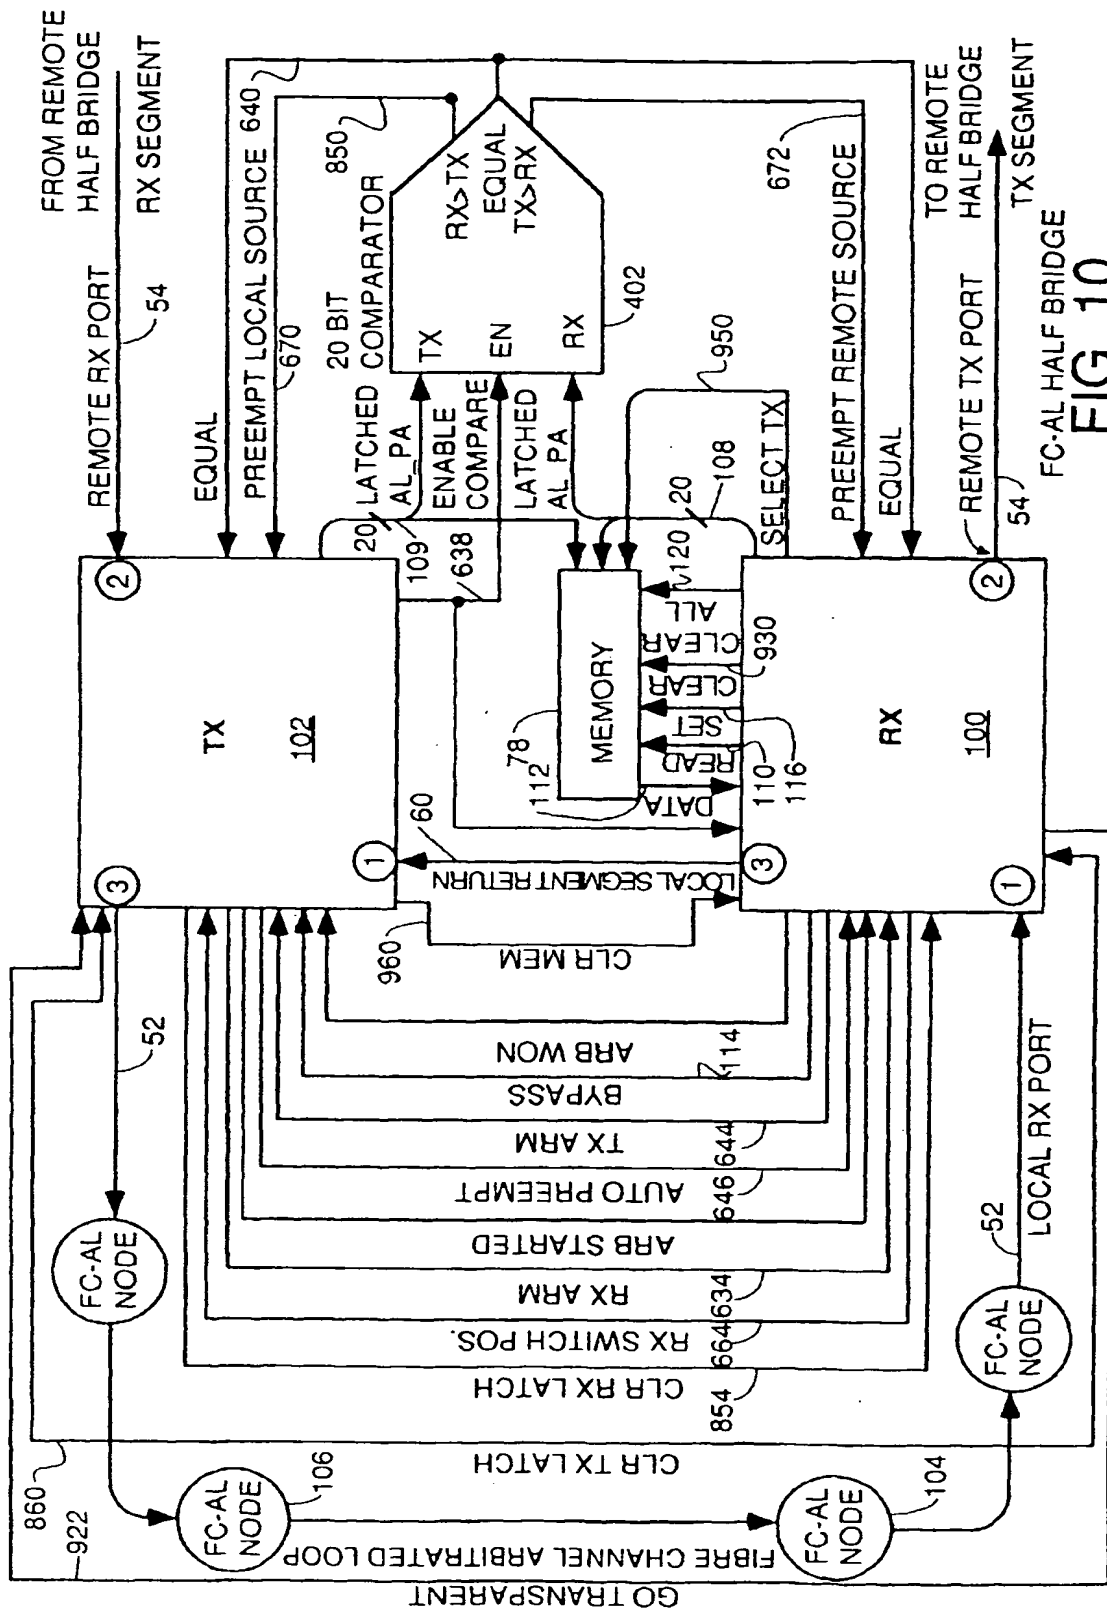 FROM REMOTE
HALF BRIDGE
RX SEGMENT
REMOTE RX PORT
54
EQUAL
640
PREEMPT LOCAL SOURCE
670
850
20 BIT
COMPARATOR
TX
EN
RX
RX>TX
EQUAL
TX>RX
402
20
LATCHED
AL_PA
109
ENABLE
COMPARE
638
LATCHED
AL_PA
950
20
108
SELECT TX
672
PREEMPT REMOTE SOURCE
EQUAL
TO REMOTE
HALF BRIDGE
TX SEGMENT
REMOTE TX PORT
54
FC-AL HALF BRIDGE
FIG. 10
2
TX
102
3
1
MEMORY
78
112
DATA
READ
110
SET
116
CLEAR
930
CLEAR
ALL
120
RX
100
2
3
1
60
LOCAL SEGMENT RETURN
960
CLR MEM
ARB WON
114
BYPASS
644
TX ARM
646
AUTO PREEMPT
ARB STARTED
634
RX ARM
664
RX SWITCH POS.
854
CLR RX LATCH
860
CLR TX LATCH
922
GO TRANSPARENT
52
FC-AL
NODE
FC-AL
NODE
106
FIBRE CHANNEL ARBITRATED LOOP
FC-AL
NODE
104
FC-AL
NODE
52
LOCAL RX PORT